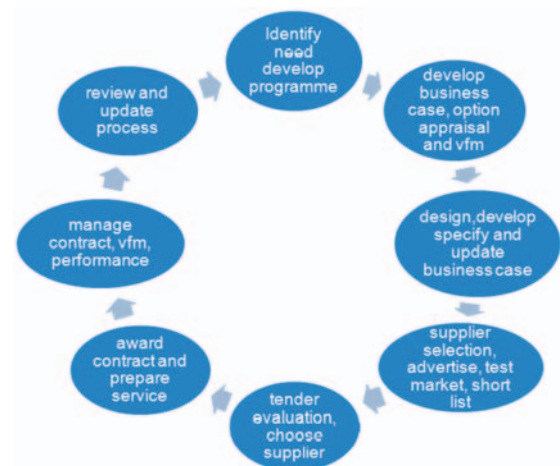 Identify
need
develop
programme
develop
business
case, option
appraisal
and vfm
design,develop
specify and
update
business case
supplier
selection,
advertise, test
market, short
list
tender
evaluation,
choose
supplier
award
contract and
prepare
service
manage
contract, vfm,
performance
review and
update
process